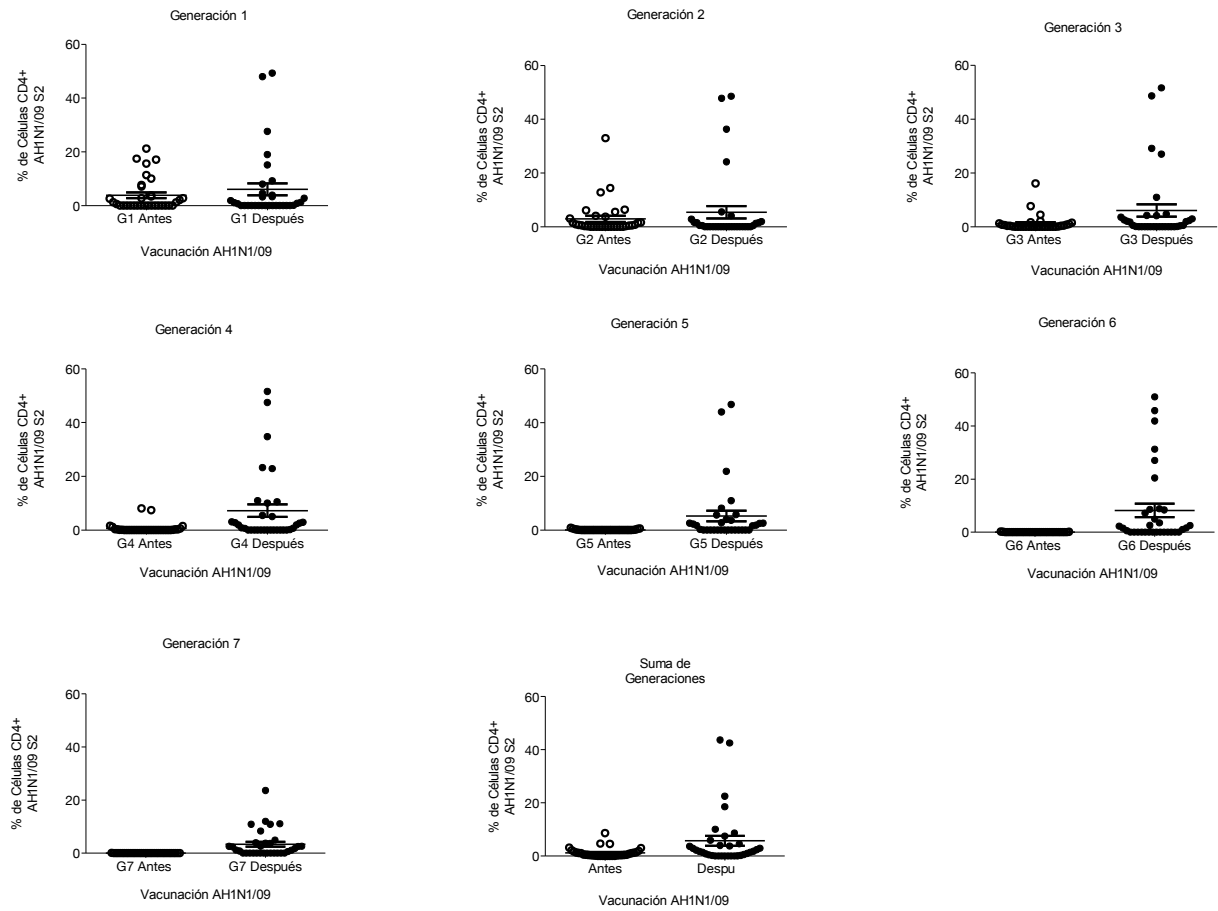 Generación 1
% de Células CD4+
AH1N1/09 S2
60
40
20
0
G1 Antes
G1 Después
Vacunación AH1N1/09
Generación 2
% de Células CD4+
AH1N1/09 S2
60
40
20
0
G2 Antes
G2 Después
Vacunación AH1N1/09
Generación 3
% de Células CD4+
AH1N1/09 S2
60
40
20
0
G3 Antes
G3 Después
Vacunación AH1N1/09
Generación 4
% de Células CD4+
AH1N1/09 S2
60
40
20
0
G4 Antes
G4 Después
Vacunación AH1N1/09
Generación 5
% de Células CD4+
AH1N1/09 S2
60
40
20
0
G5 Antes
G5 Después
Vacunación AH1N1/09
Generación 6
% de Células CD4+
AH1N1/09 S2
60
40
20
0
G6 Antes
G6 Después
Vacunación AH1N1/09
Generación 7
% de Células CD4+
AH1N1/09 S2
60
40
20
0
G7 Antes
G7 Después
Vacunación AH1N1/09
Suma de
Generaciones
% de Células CD4+
AH1N1/09 S2
60
40
20
0
Antes
Despu
Vacunación AH1N1/09